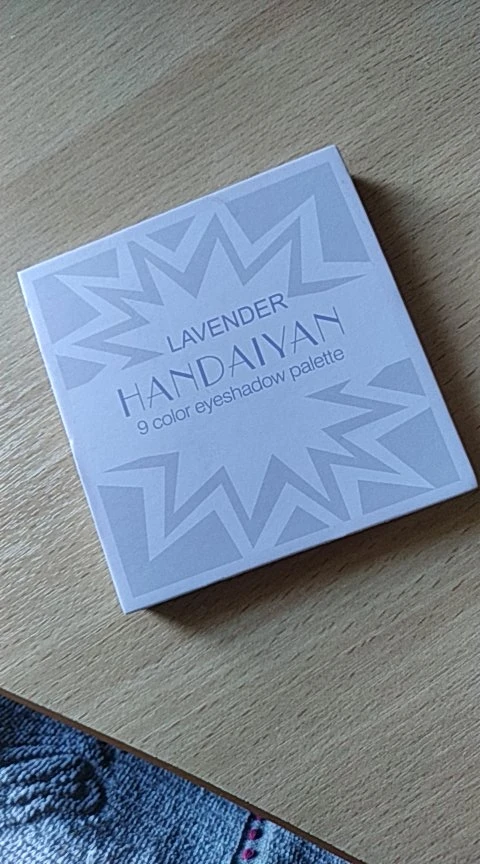 LAVENDER
HANDAIYAN
9 color eyeshadow palette